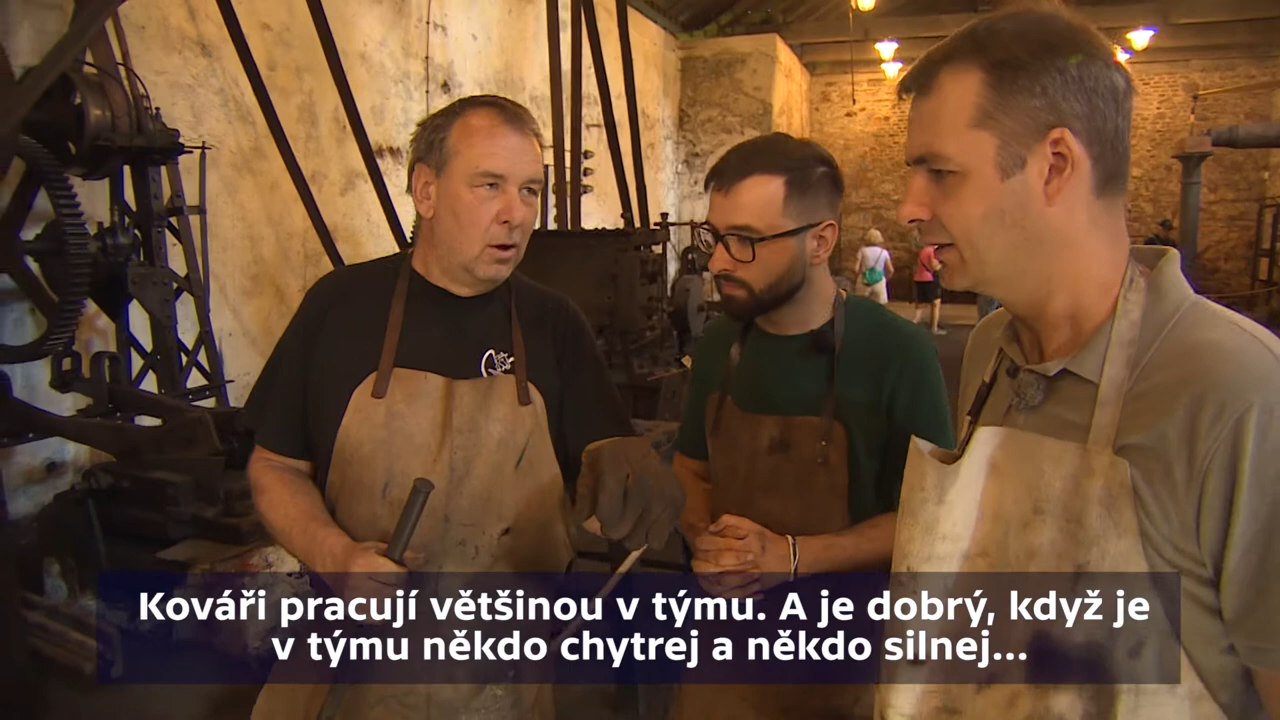 Kováři pracují většinou v týmu. A je dobrý, když je
v týmu někdo chytrej a někdo silnej...